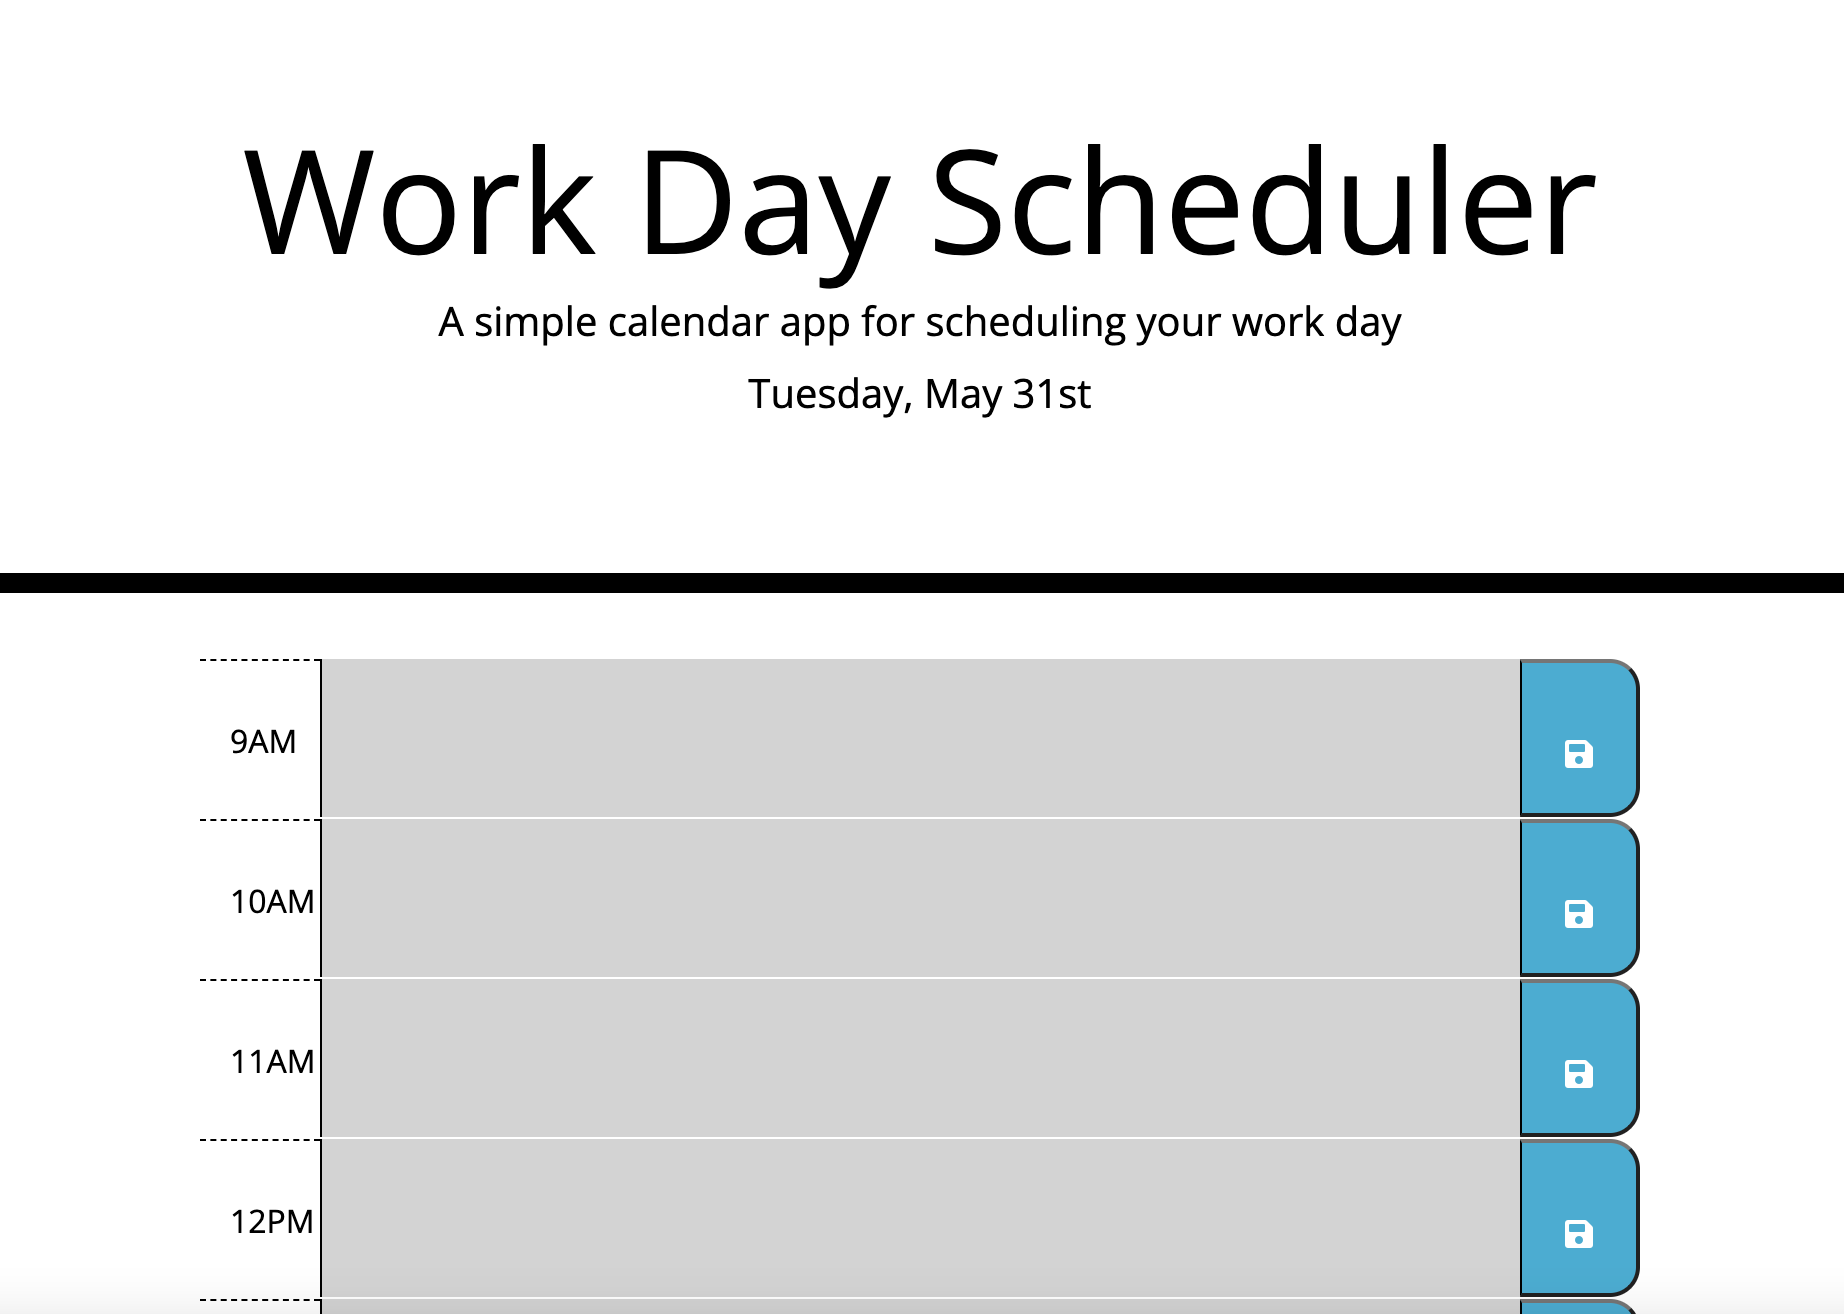 Work Day Scheduler
A simple calendar app for scheduling your work day
Tuesday, May 31st
9AM
10AM
11AM
12PM